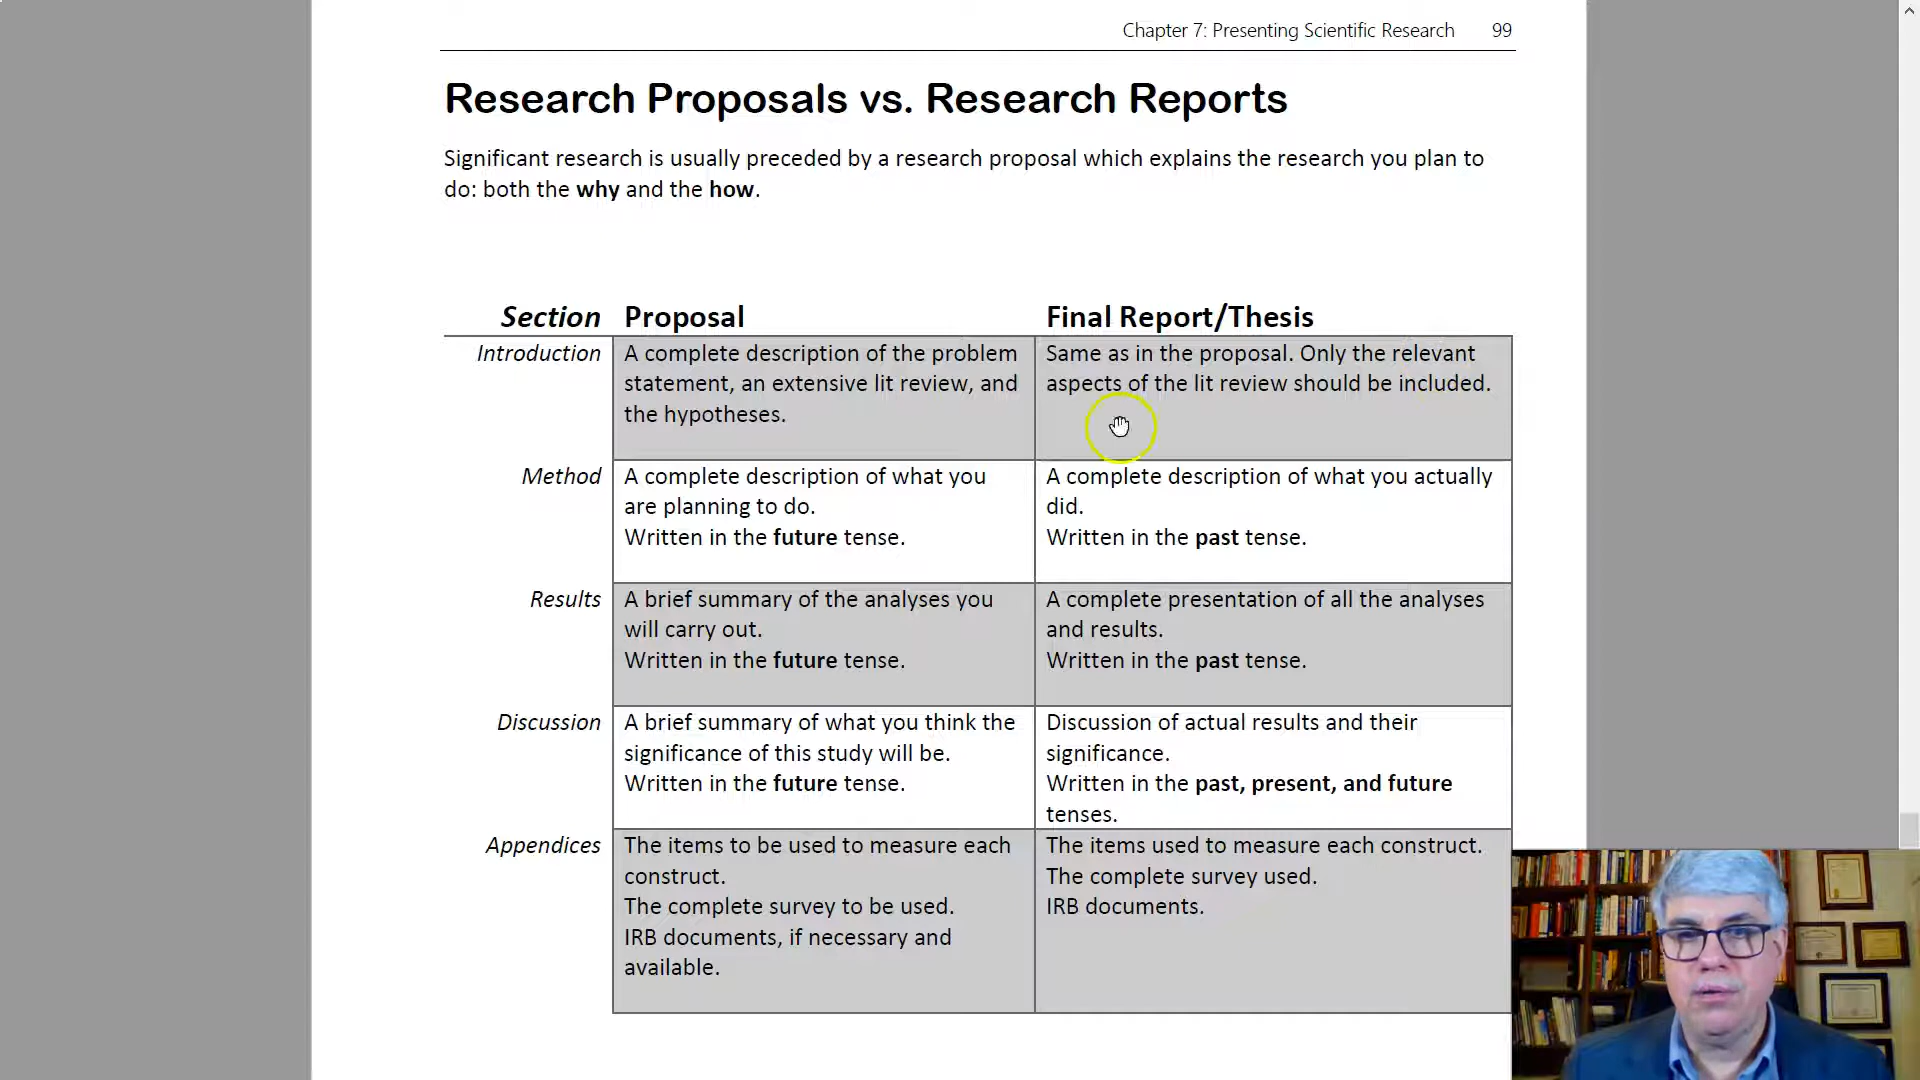 Chapter 7: Presenting Scientific Research 99
Research Proposals vs. Research Reports
Significant research is usually preceded by a research proposal which explains the research you plan to
do: both the why and the how.
Section Proposal Final Report/Thesis
Introduction
A complete description of the problem
statement, an extensive lit review, and
the hypotheses.
Same as in the proposal. Only the relevant
aspects of the lit review should be included.
Method
A complete description of what you
are planning to do.
Written in the future tense.
A complete description of what you actually
did.
Written in the past tense.
Results
A brief summary of the analyses you
will carry out.
Written in the future tense.
A complete presentation of all the analyses
and results.
Written in the past tense.
Discussion
A brief summary of what you think the
significance of this study will be.
Written in the future tense.
Discussion of actual results and their
significance.
Written in the past, present, and future
tenses.
Appendices
The items to be used to measure each
construct.
The complete survey to be used.
IRB documents, if necessary and
available.
The items used to measure each construct.
The complete survey used.
IRB documents.